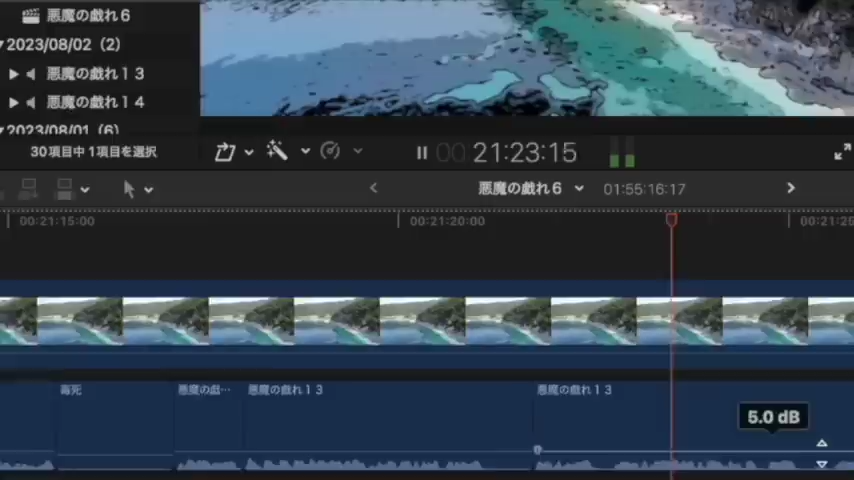 悪魔の戯れ６
2023/08/02（2）
悪魔の戯れ１３
悪魔の戯れ１４
2023/08/01（6）
30項目中 1項目を選択
00 21:23:15
悪魔の戯れ６
01:55:16:17
00:21:15:00
00:21:20:00
00:21:25
毒死
悪魔の戯…
悪魔の戯れ１３
悪魔の戯れ１３
5.0 dB